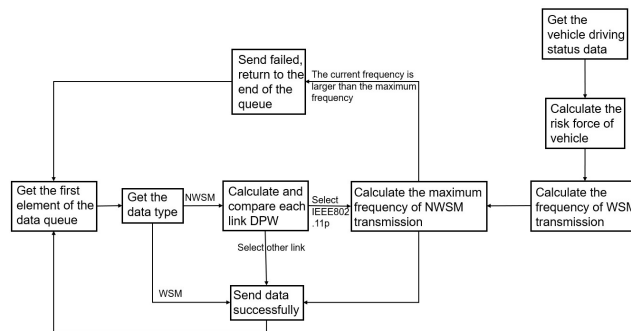 Get the
vehicle driving
status data
Send failed,
return to the
end of the
queue
The current frequency is
larger than the maximum
frequency
Calculate the
risk force of
vehicle
Get the first
element of the
data queue
Get the
data type
NWSM
Calculate and
compare each
link DPW
Select
IEEE802
.11p
Calculate the maximum
frequency of NWSM
transmission
Calculate the
frequency of WSM
transmission
Select other link
WSM
Send data
successfully